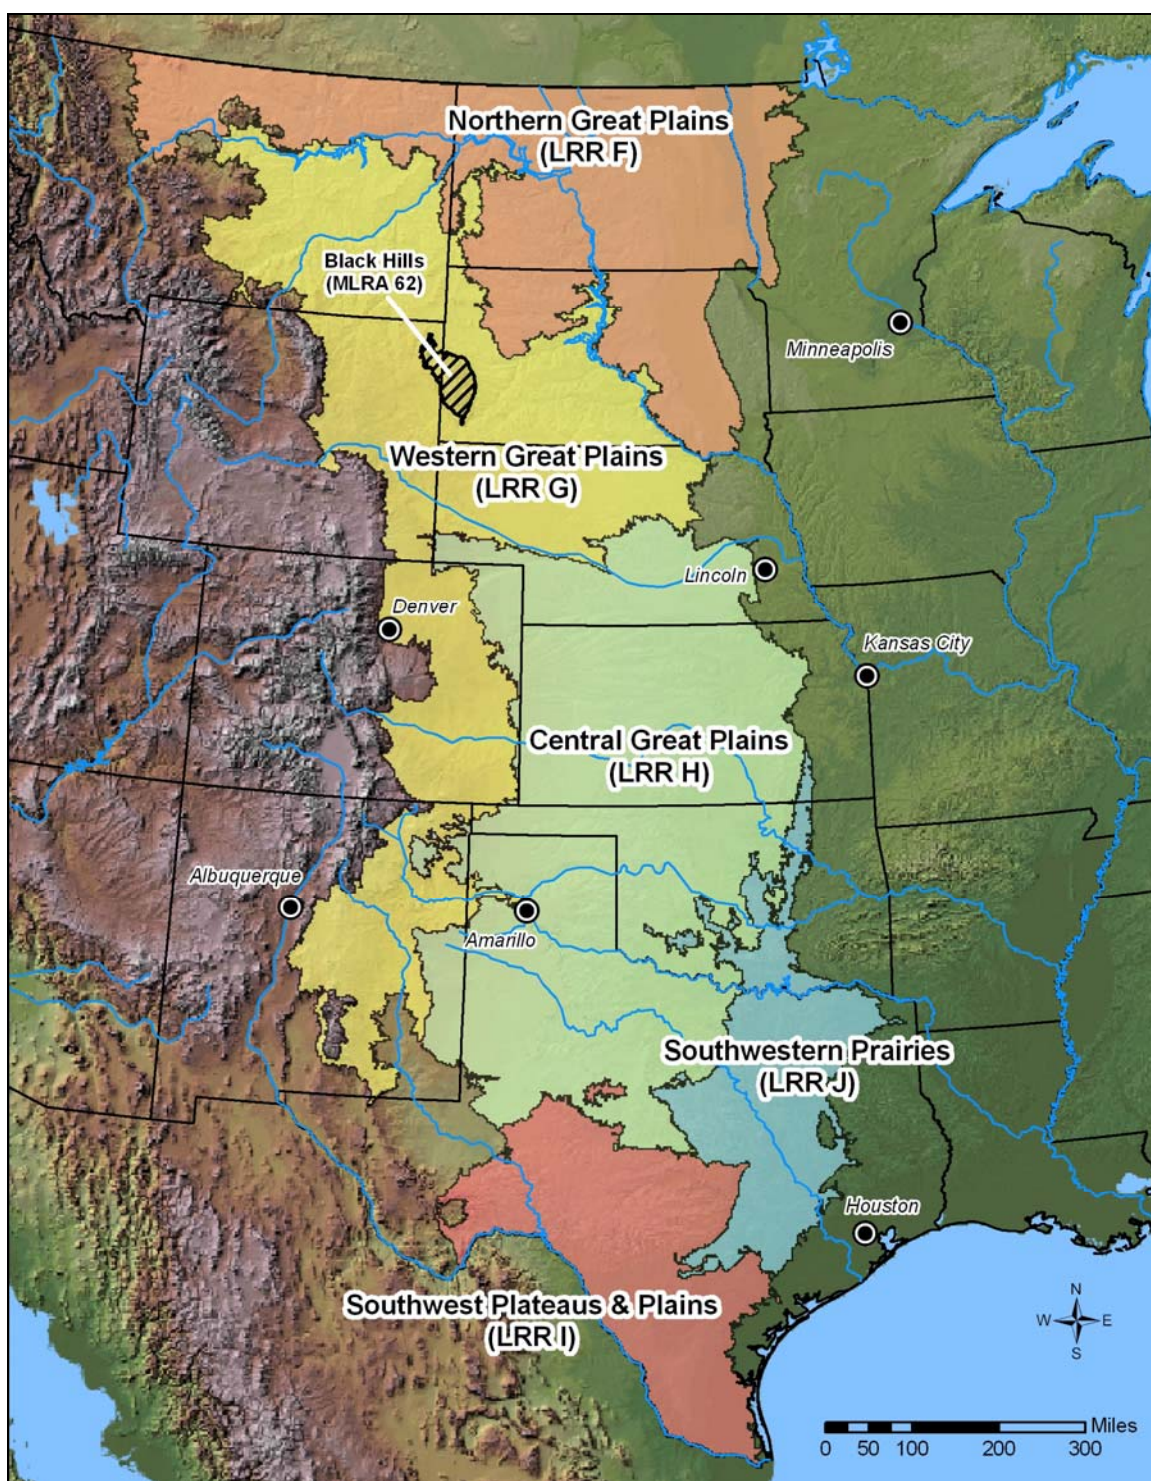 Northern Great Plains
(LRR F)
Black Hills
(MLRA 62)
Minneapolis
Western Great Plains
(LRR G)
Lincoln
Denver
Kansas City
Central Great Plains
(LRR H)
Albuquerque
Amarillo
Southwestern Prairies
(LRR J)
Houston
Southwest Plateaus & Plains
(LRR I)
N
W E
S
Miles
0 50 100 200 300